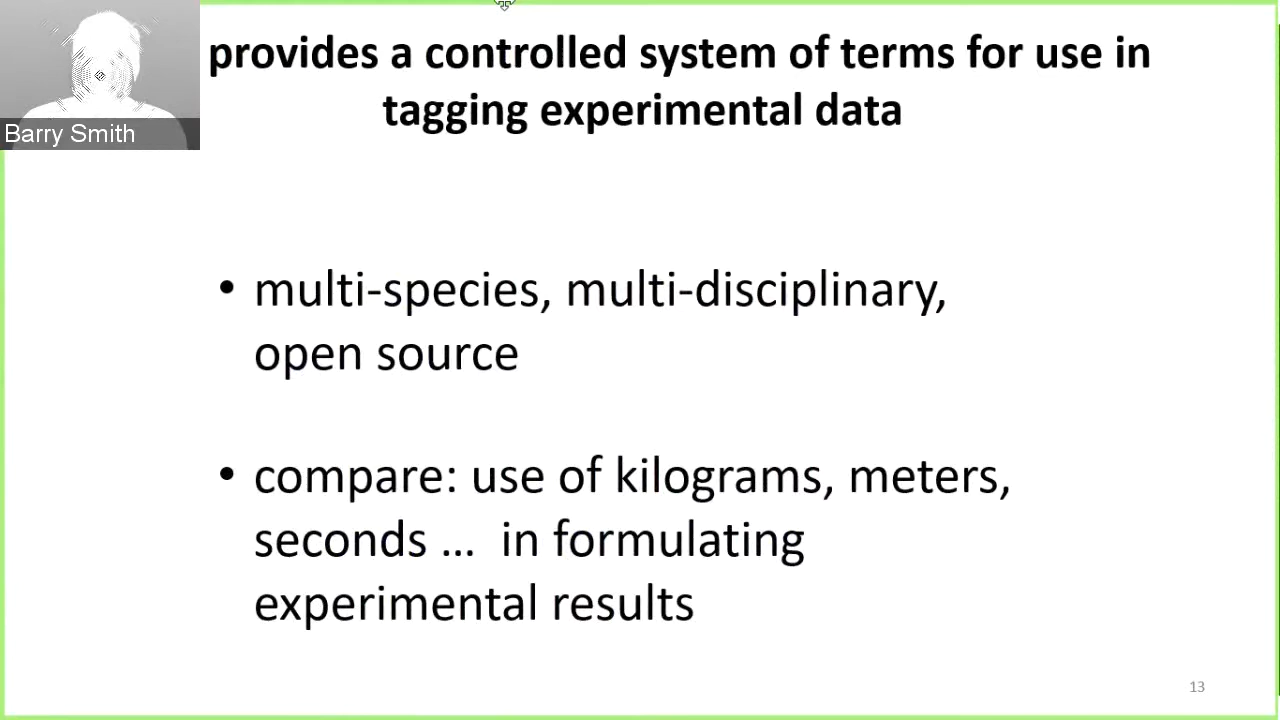 provides a controlled system of terms for use in
tagging experimental data
Barry Smith
• multi-species, multi-disciplinary,
open source
• compare: use of kilograms, meters,
seconds … in formulating
experimental results
13